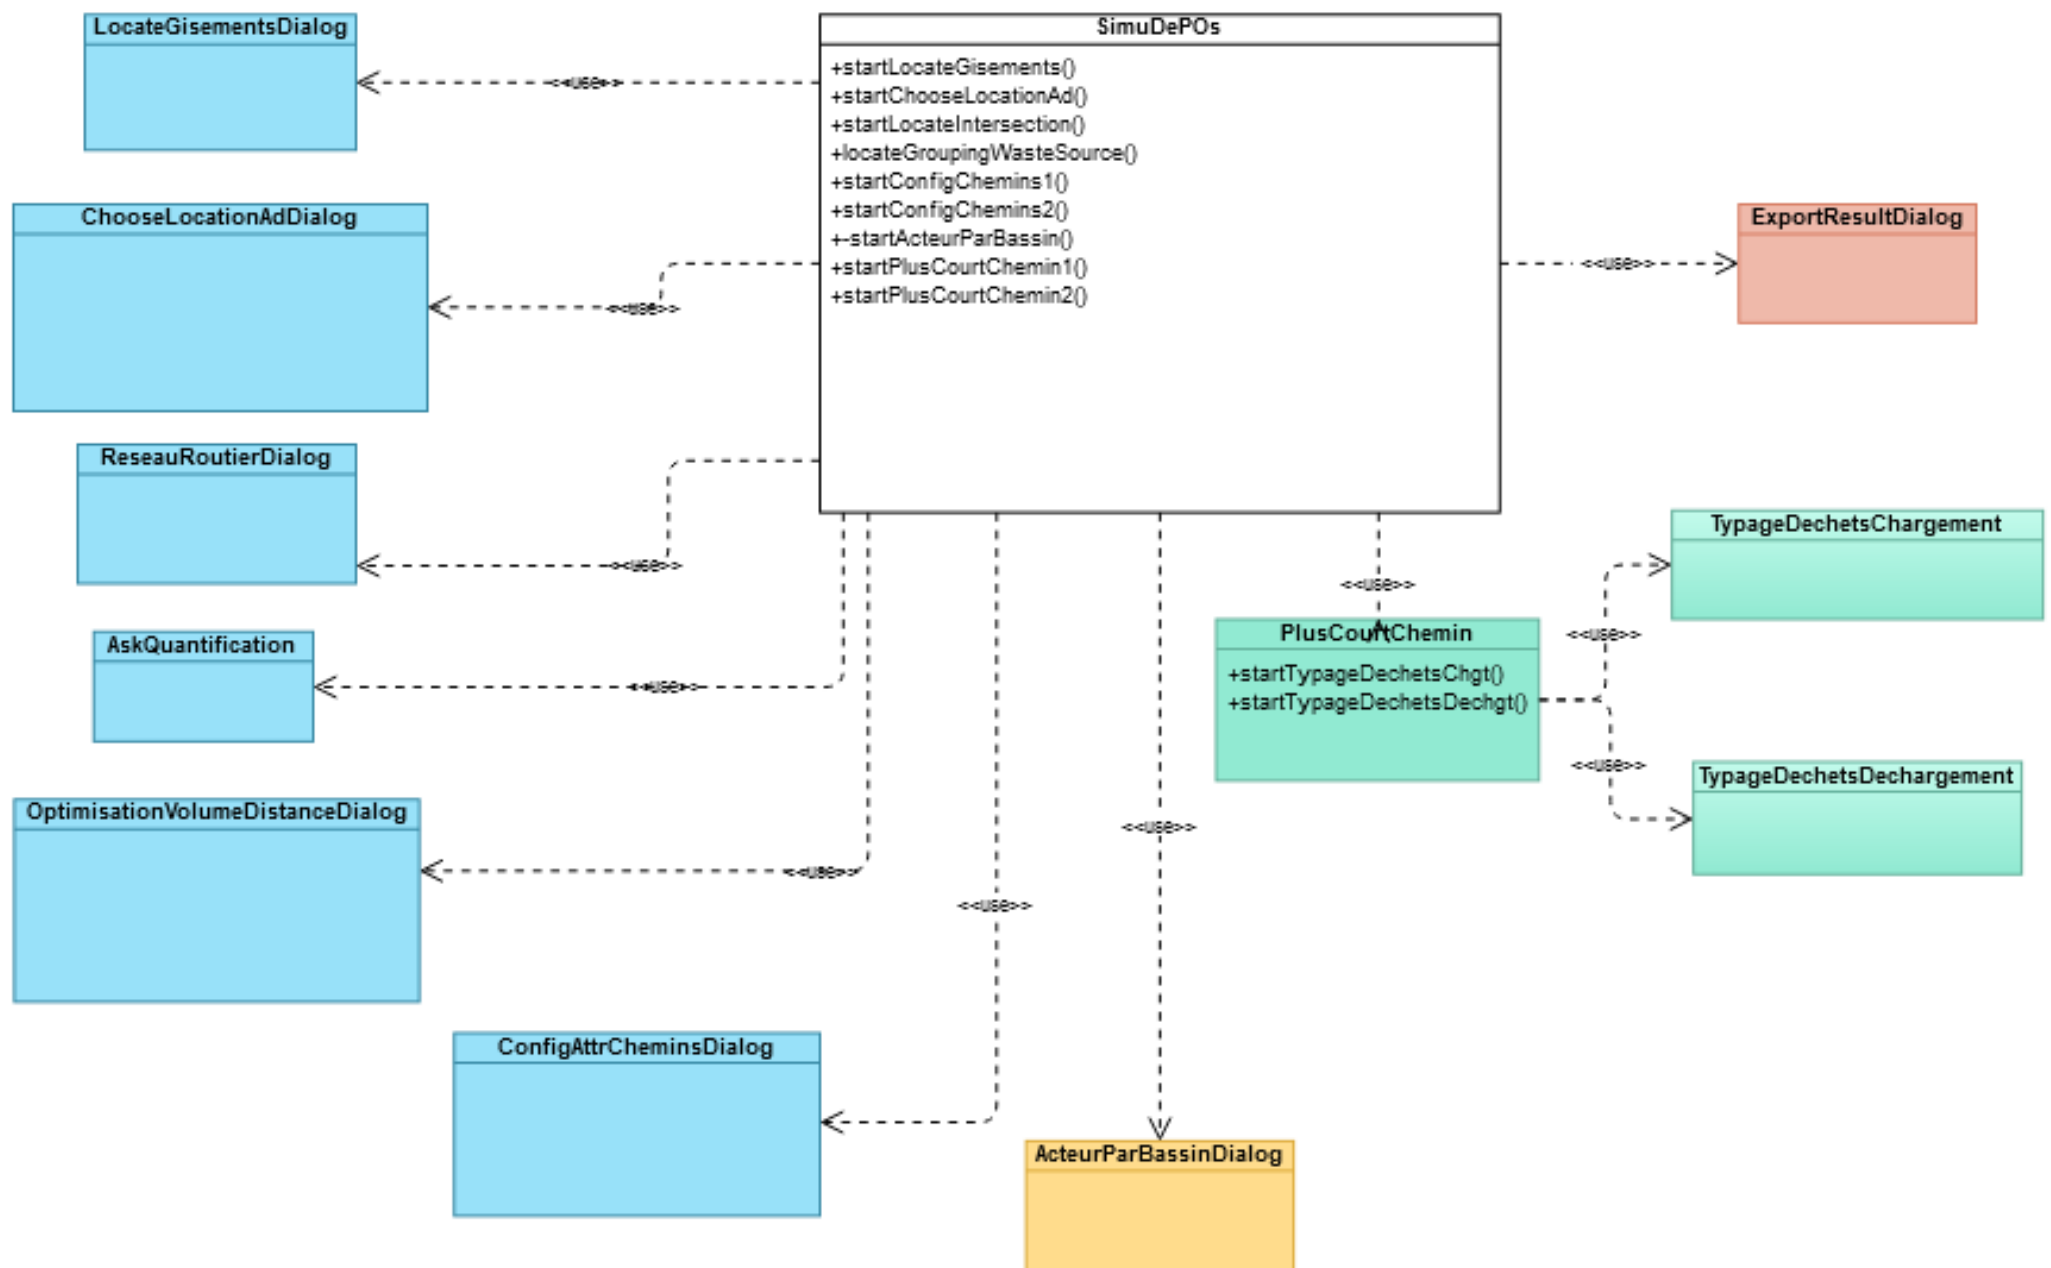 LocateGisementsDialog
<<use>>
SimuDePOs
+startLocateGisements()
+startChooseLocationAd()
+startLocateIntersection()
+locateGroupingWasteSource()
+startConfigChemins1()
+startConfigChemins2()
+-startActeurParBassin()
+startPlusCourtChemin1()
+startPlusCourtChemin2()
ChooseLocationAdDialog
<<use>>
ExportResultDialog
<<use>>
ReseauRoutierDialog
<<use>>
AskQuantification
<<use>>
OptimisationVolumeDistanceDialog
<<use>>
<<use>>
ConfigAttrCheminsDialog
<<use>>
ActeurParBassinDialog
<<use>>
PlusCourtChemin
+startTypageDechetsChgt()
+startTypageDechetsDechgt()
TypageDechetsChargement
<<use>>
<<use>>
TypageDechetsDechargement